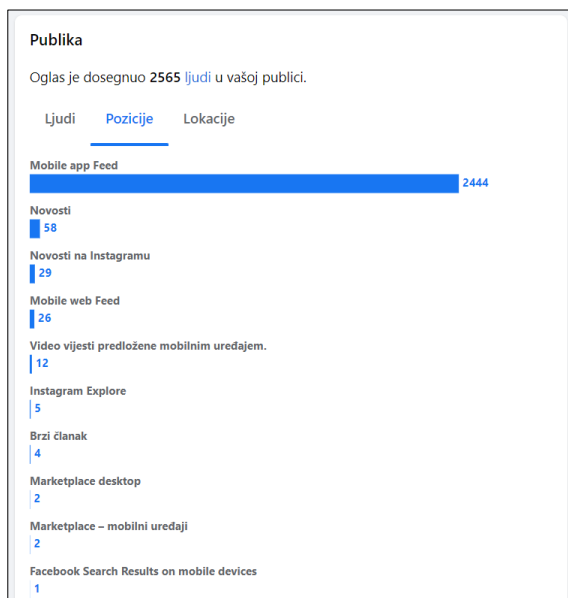 Publika
Oglas je dosegnuo 2565 ljudi u vašoj publici.
Ljudi Pozicije Lokacije
Mobile app Feed
2444
Novosti
58
Novosti na Instagramu
29
Mobile web Feed
26
Video vijesti predložene mobilnim uređajem.
12
Instagram Explore
5
Brzi članak
4
Marketplace desktop
2
Marketplace – mobilni uređaji
2
Facebook Search Results on mobile devices
1